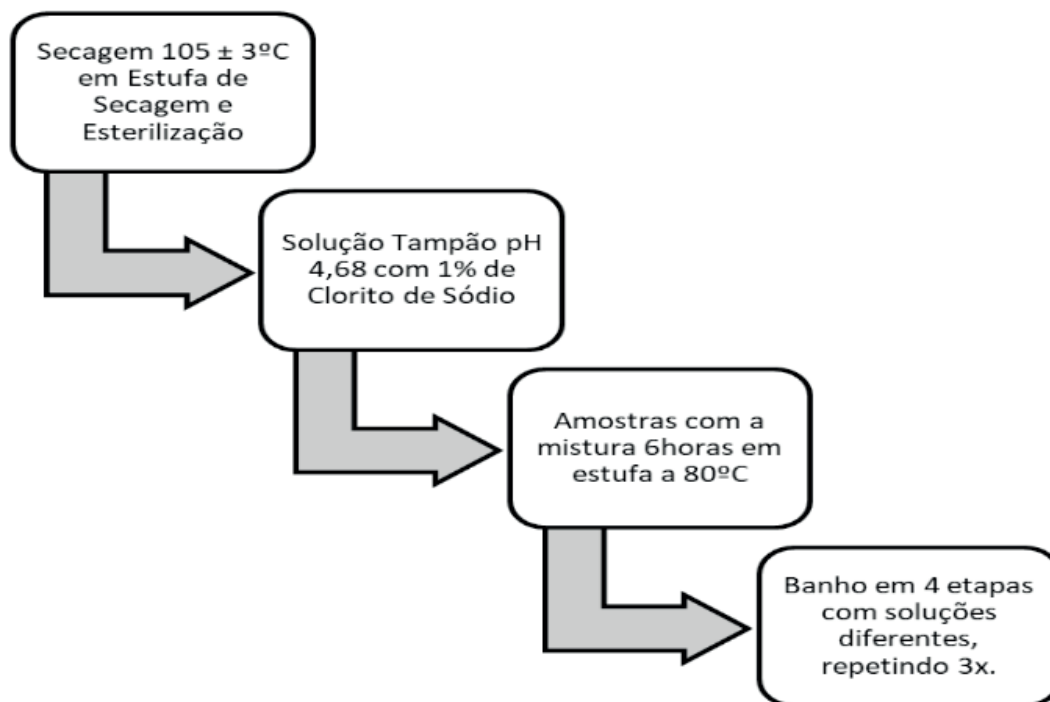 Secagem 105 ± 3ºC
em Estufa de
Secagem e
Esterilização
Solução Tampão pH
4,68 com 1% de
Clorito de Sódio
Amostras com a
mistura 6horas em
estufa a 80ºC
Banho em 4 etapas
com soluções
diferentes,
repetindo 3x.